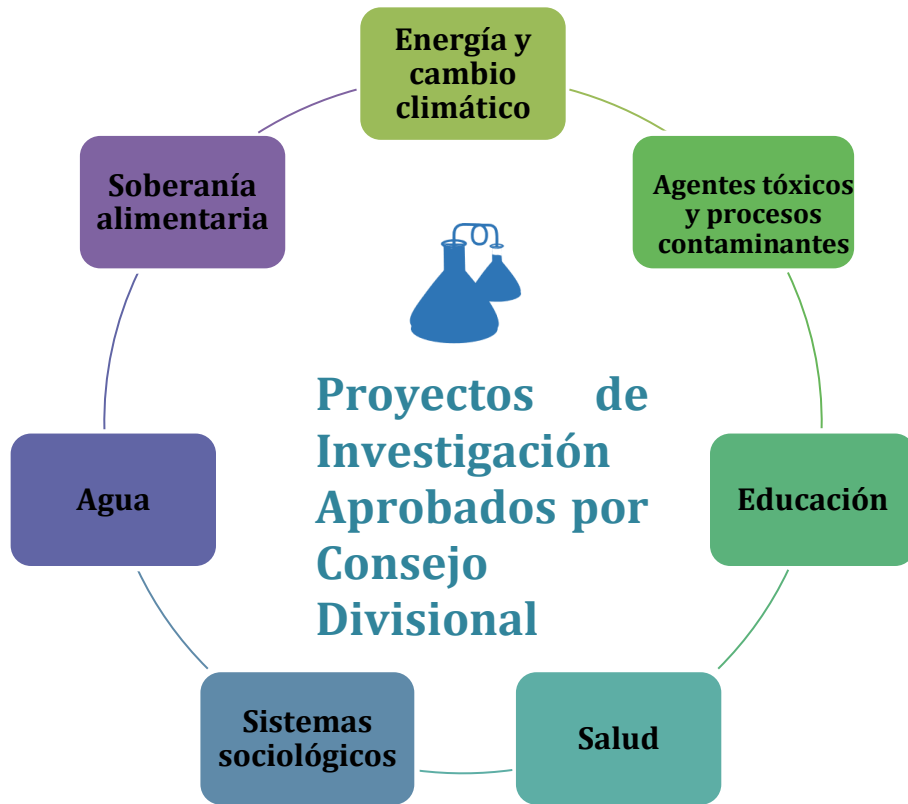 Energía y
cambio
climático
Agentes tóxicos
y procesos
contaminantes
Educación
Salud
Sistemas
sociológicos
Agua
Soberanía
alimentaria
Proyectos de
Investigación
Aprobados por
Consejo
Divisional